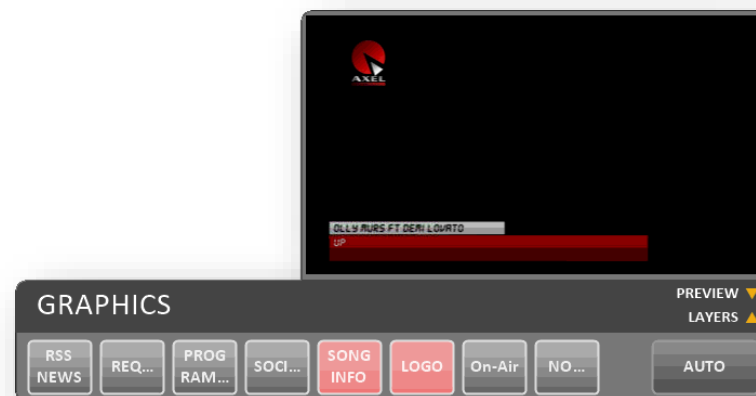 AXEL
OLLY MURS FT DEMI LOVATO
UP
GRAPHICS
PREVIEW
LAYERS
RSS
NEWS
REQ...
PROG
RAM...
SOCI...
SONG
INFO
LOGO
On-Air
NO...
AUTO